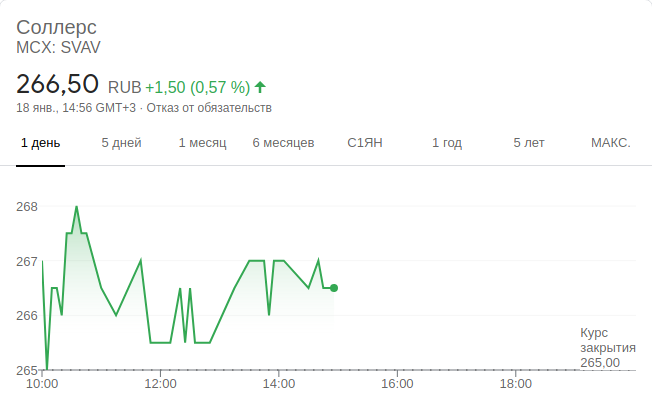 Соллерс
MCX: SVAV
266,50 RUB +1,50 (0,57 %)
18 янв., 14:56 GMT+3 · Отказ от обязательств
1 день 5 дней 1 месяц 6 месяцев С1ЯН 1 год 5 лет МАКС.
268
267
266
Курс
закрытия
265,00
265
10:00 12:00 14:00 16:00 18:00